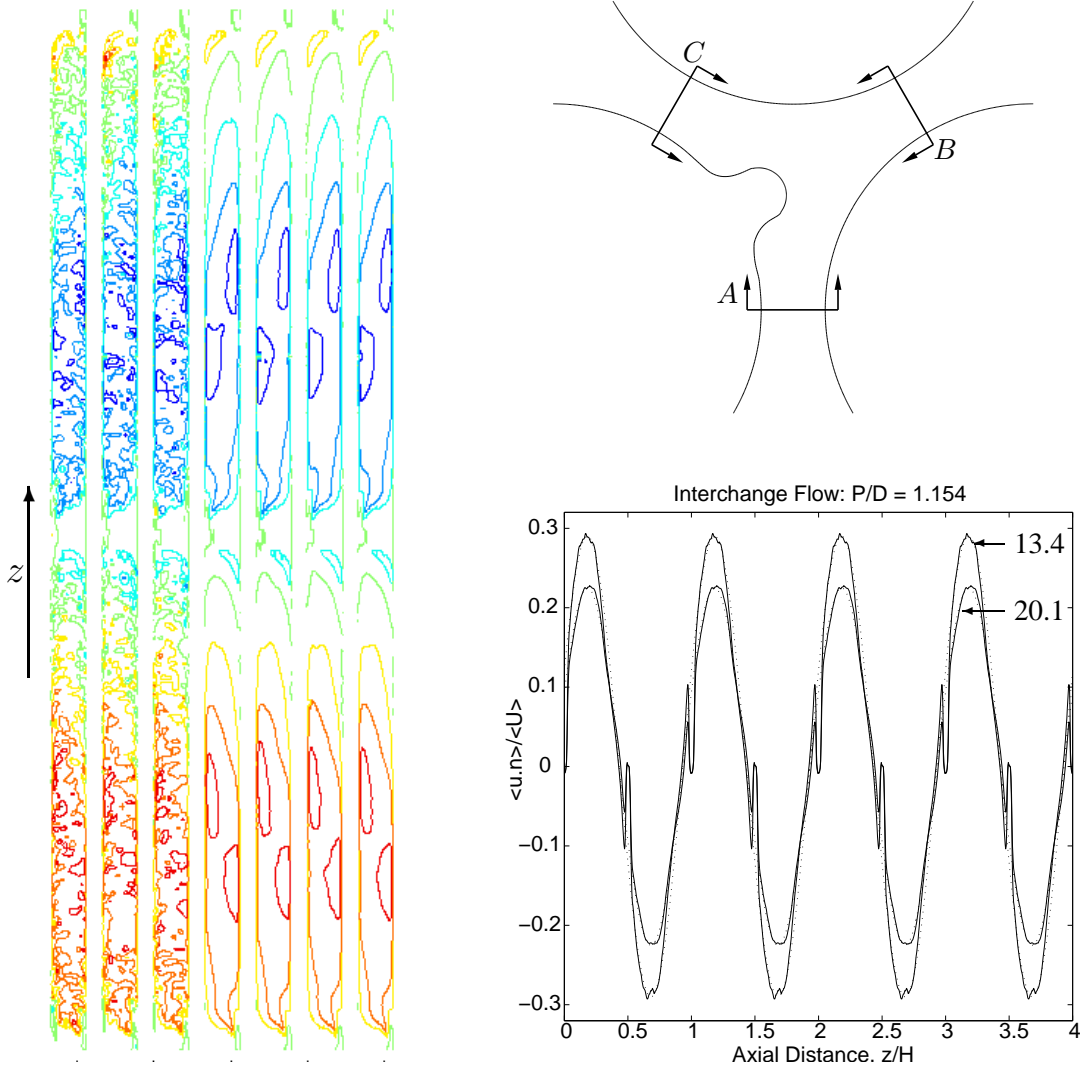 z
C
B
A
Interchange Flow: P/D = 1.154
<u.n>/<U>
0.3
0.2
0.1
0
−0.1
−0.2
−0.3
13.4
20.1
0 0.5 1 1.5 2 2.5 3 3.5 4
Axial Distance. z/H